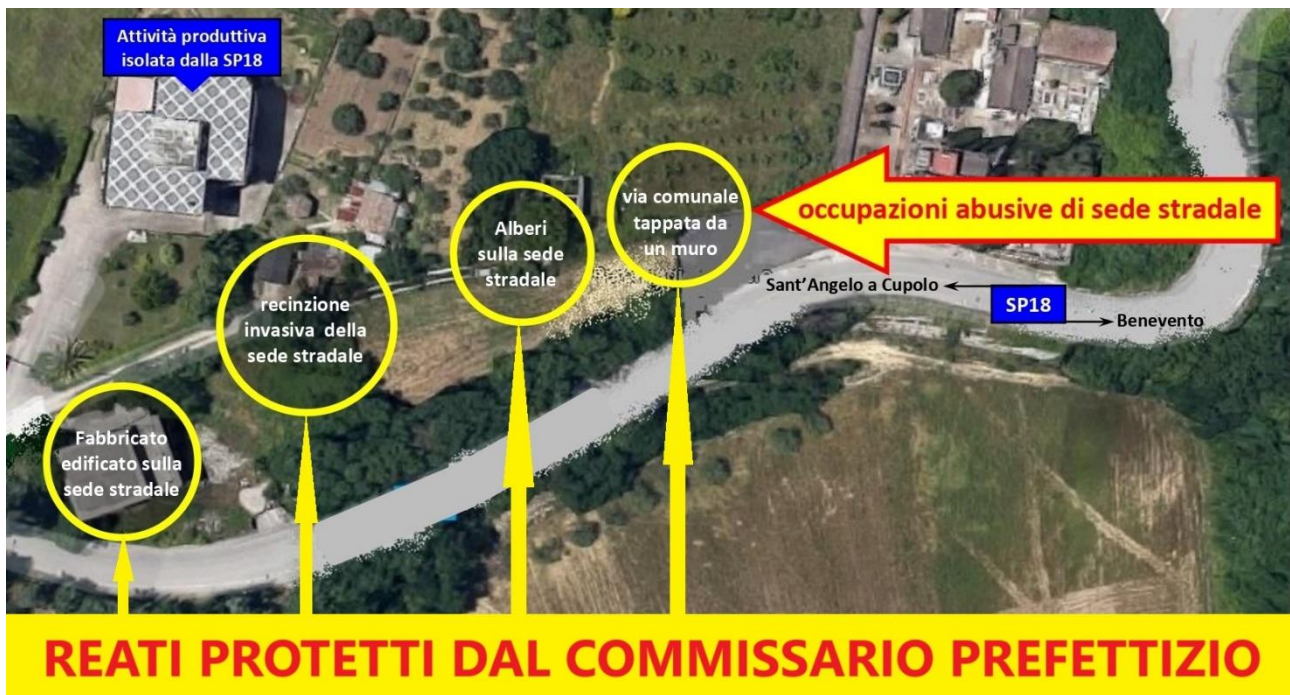 Attività produttiva
isolata dalla SP18
via comunale
tappata da
un muro
occupazioni abusive di sede stradale
Alberi
sulla sede
stradale
Sant'Angelo a Cupolo
SP18
Benevento
recinzione
invasiva della
sede stradale
Fabbricato
edificato sulla
sede stradale
REATI PROTETTI DAL COMMISSARIO PREFETTIZIO